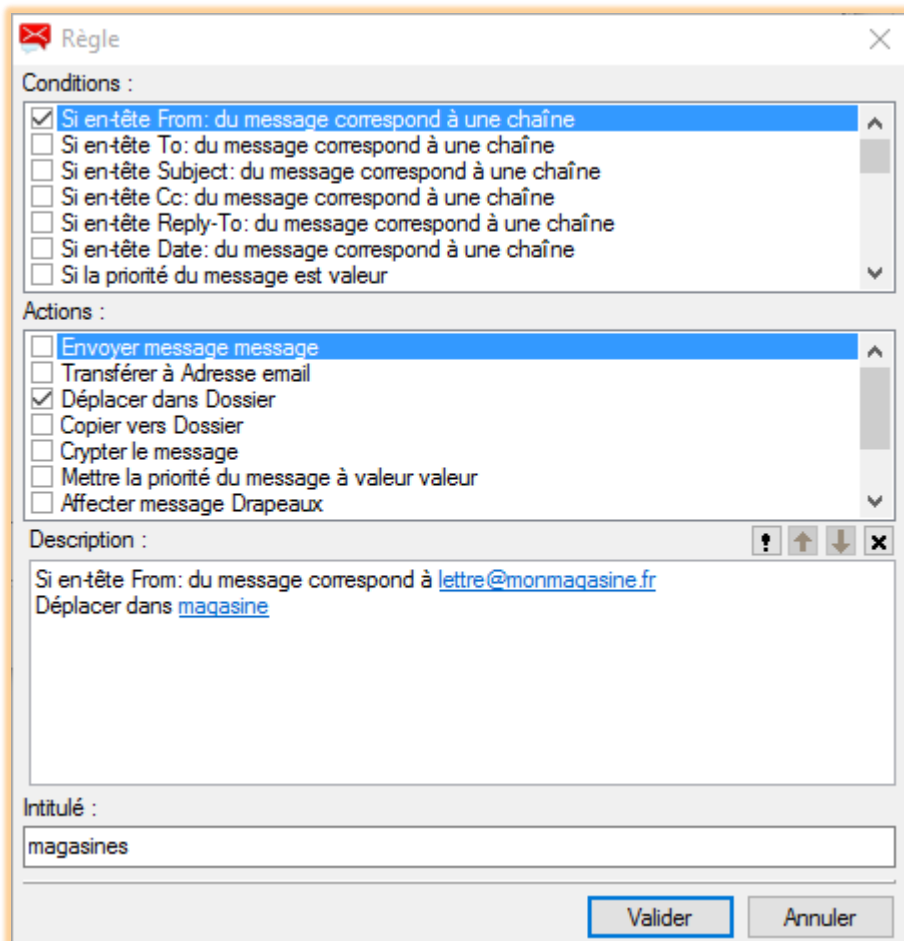 Règle
Conditions :
Si en-tête From: du message correspond à une chaîne
Si en-tête To: du message correspond à une chaîne
Si en-tête Subject: du message correspond à une chaîne
Si en-tête Cc: du message correspond à une chaîne
Si en-tête Reply-To: du message correspond à une chaîne
Si en-tête Date: du message correspond à une chaîne
Si la priorité du message est valeur
Actions :
Envoyer message message
Transférer à Adresse email
Déplacer dans Dossier
Copier vers Dossier
Crypter le message
Mettre la priorité du message à valeur valeur
Affecter message Drapeaux
Description :
Si en-tête From: du message correspond à lettre@monmagasine.fr
Déplacer dans magasine
Intitulé :
magasines
Valider Annuler